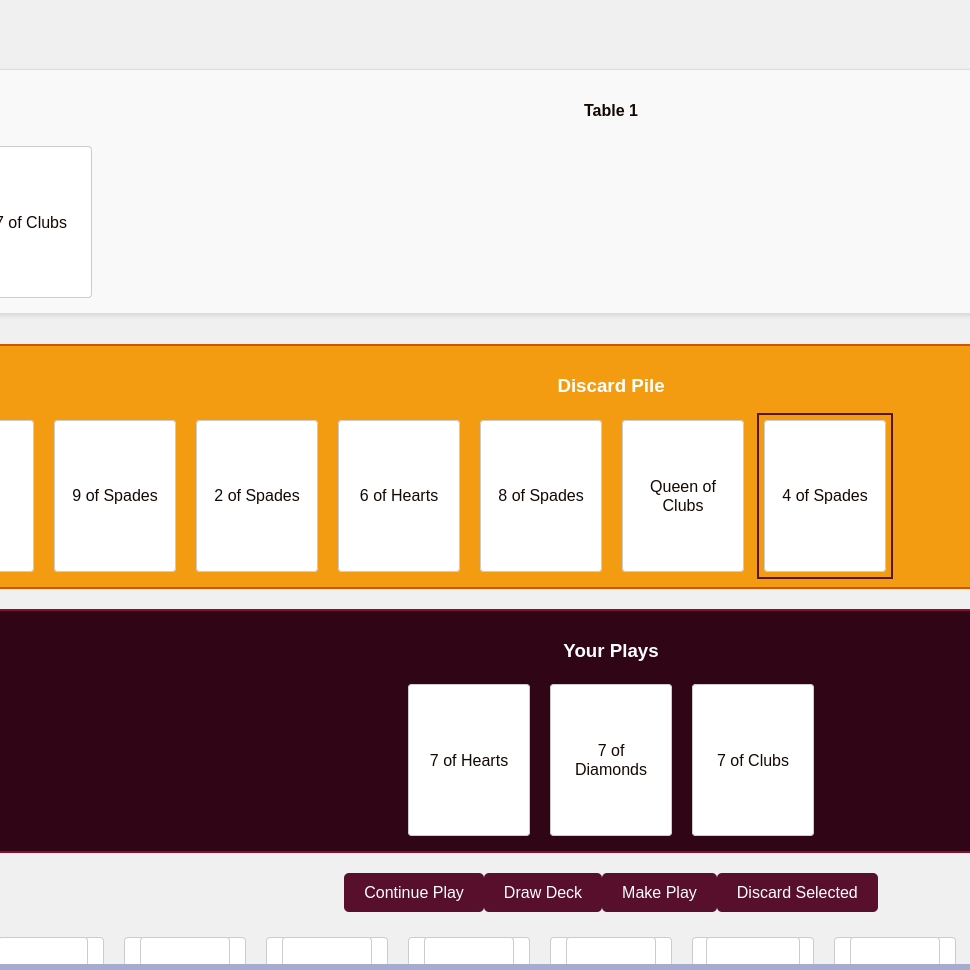 Table 1
7 of Clubs
Discard Pile
9 of Spades
2 of Spades
6 of Hearts
8 of Spades
Queen of
Clubs
4 of Spades
Your Plays
7 of Hearts
7 of
Diamonds
7 of Clubs
Continue Play
Draw Deck
Make Play
Discard Selected